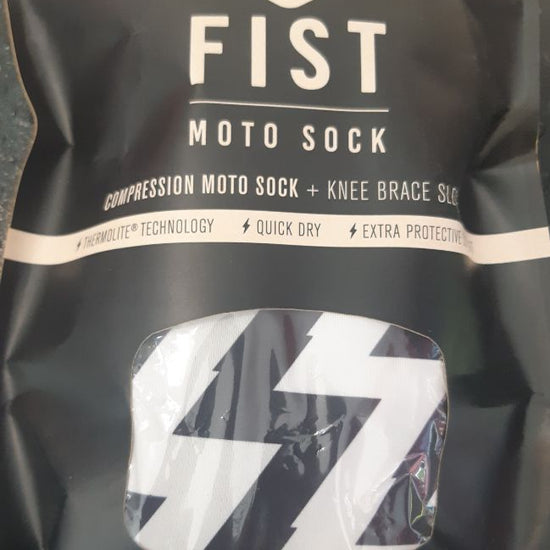 FIST
MOTO SOCK
COMPRESSION MOTO SOCK + KNEE BRACE
THERMOLITE® TECHNOLOGY QUICK DRY EXTRA PROTECTIVE